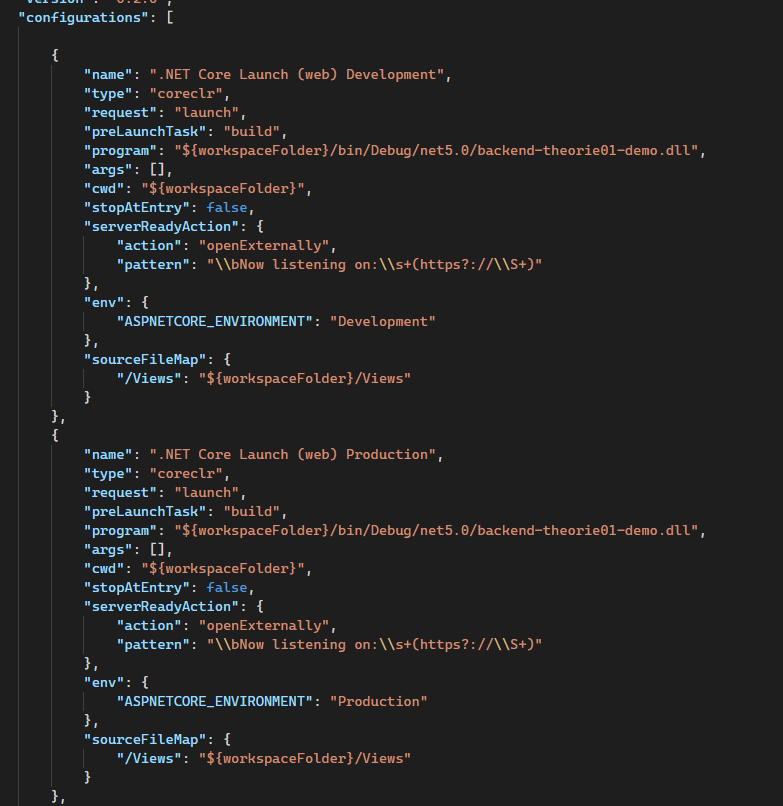 "configurations": [
{
"name": ".NET Core Launch (web) Development",
"type": "coreclr",
"request": "launch",
"preLaunchTask": "build",
"program": "${workspaceFolder}/bin/Debug/net5.0/backend-theorie01-demo.dll",
"args": [],
"cwd": "${workspaceFolder}",
"stopAtEntry": false,
"serverReadyAction": {
"action": "openExternally",
"pattern": "\\bNow listening on:\\s+(https?://\\S+)"
},
"env": {
"ASPNETCORE_ENVIRONMENT": "Development"
},
"sourceFileMap": {
"/Views": "${workspaceFolder}/Views"
}
},
{
"name": ".NET Core Launch (web) Production",
"type": "coreclr",
"request": "launch",
"preLaunchTask": "build",
"program": "${workspaceFolder}/bin/Debug/net5.0/backend-theorie01-demo.dll",
"args": [],
"cwd": "${workspaceFolder}",
"stopAtEntry": false,
"serverReadyAction": {
"action": "openExternally",
"pattern": "\\bNow listening on:\\s+(https?://\\S+)"
},
"env": {
"ASPNETCORE_ENVIRONMENT": "Production"
},
"sourceFileMap": {
"/Views": "${workspaceFolder}/Views"
}
},